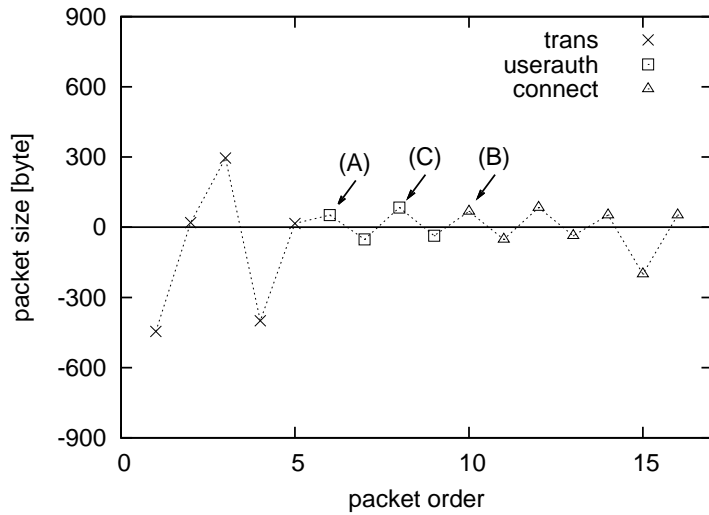 900
600
300
0
-300
-600
-900
packet size [byte]
trans
userauth
connect
(A)
(C)
(B)
0 5 10 15
packet order